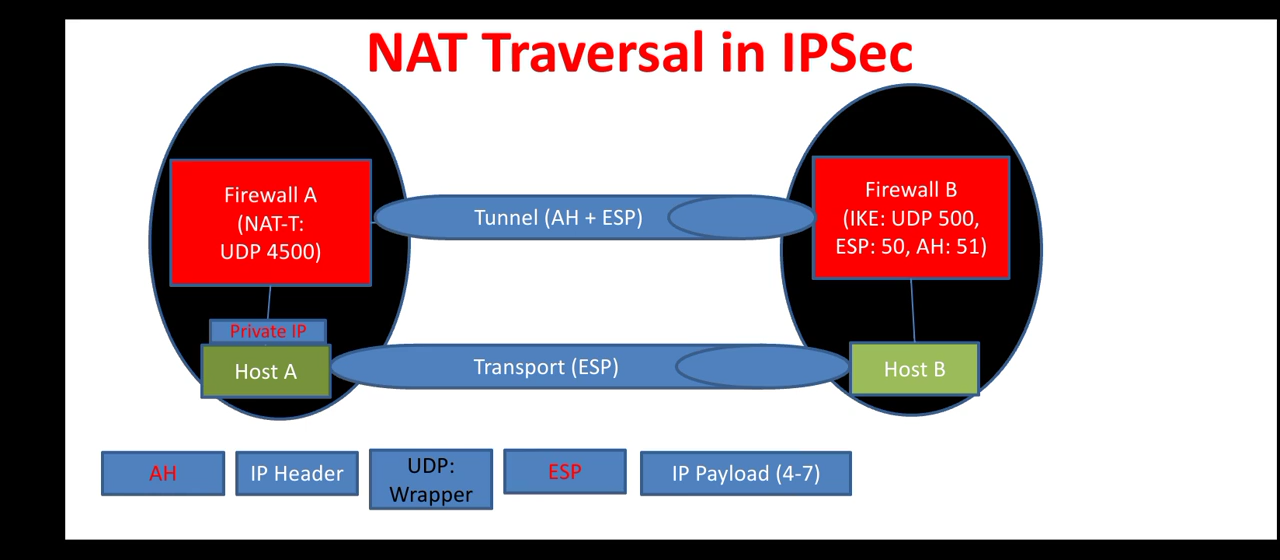 NAT Traversal in IPSec
Firewall A
(NAT-T:
UDP 4500)
Tunnel (AH + ESP)
Firewall B
(IKE: UDP 500,
ESP: 50, AH: 51)
Private IP
Host A
Transport (ESP)
Host B
AH
IP Header
UDP:
Wrapper
ESP
IP Payload (4-7)